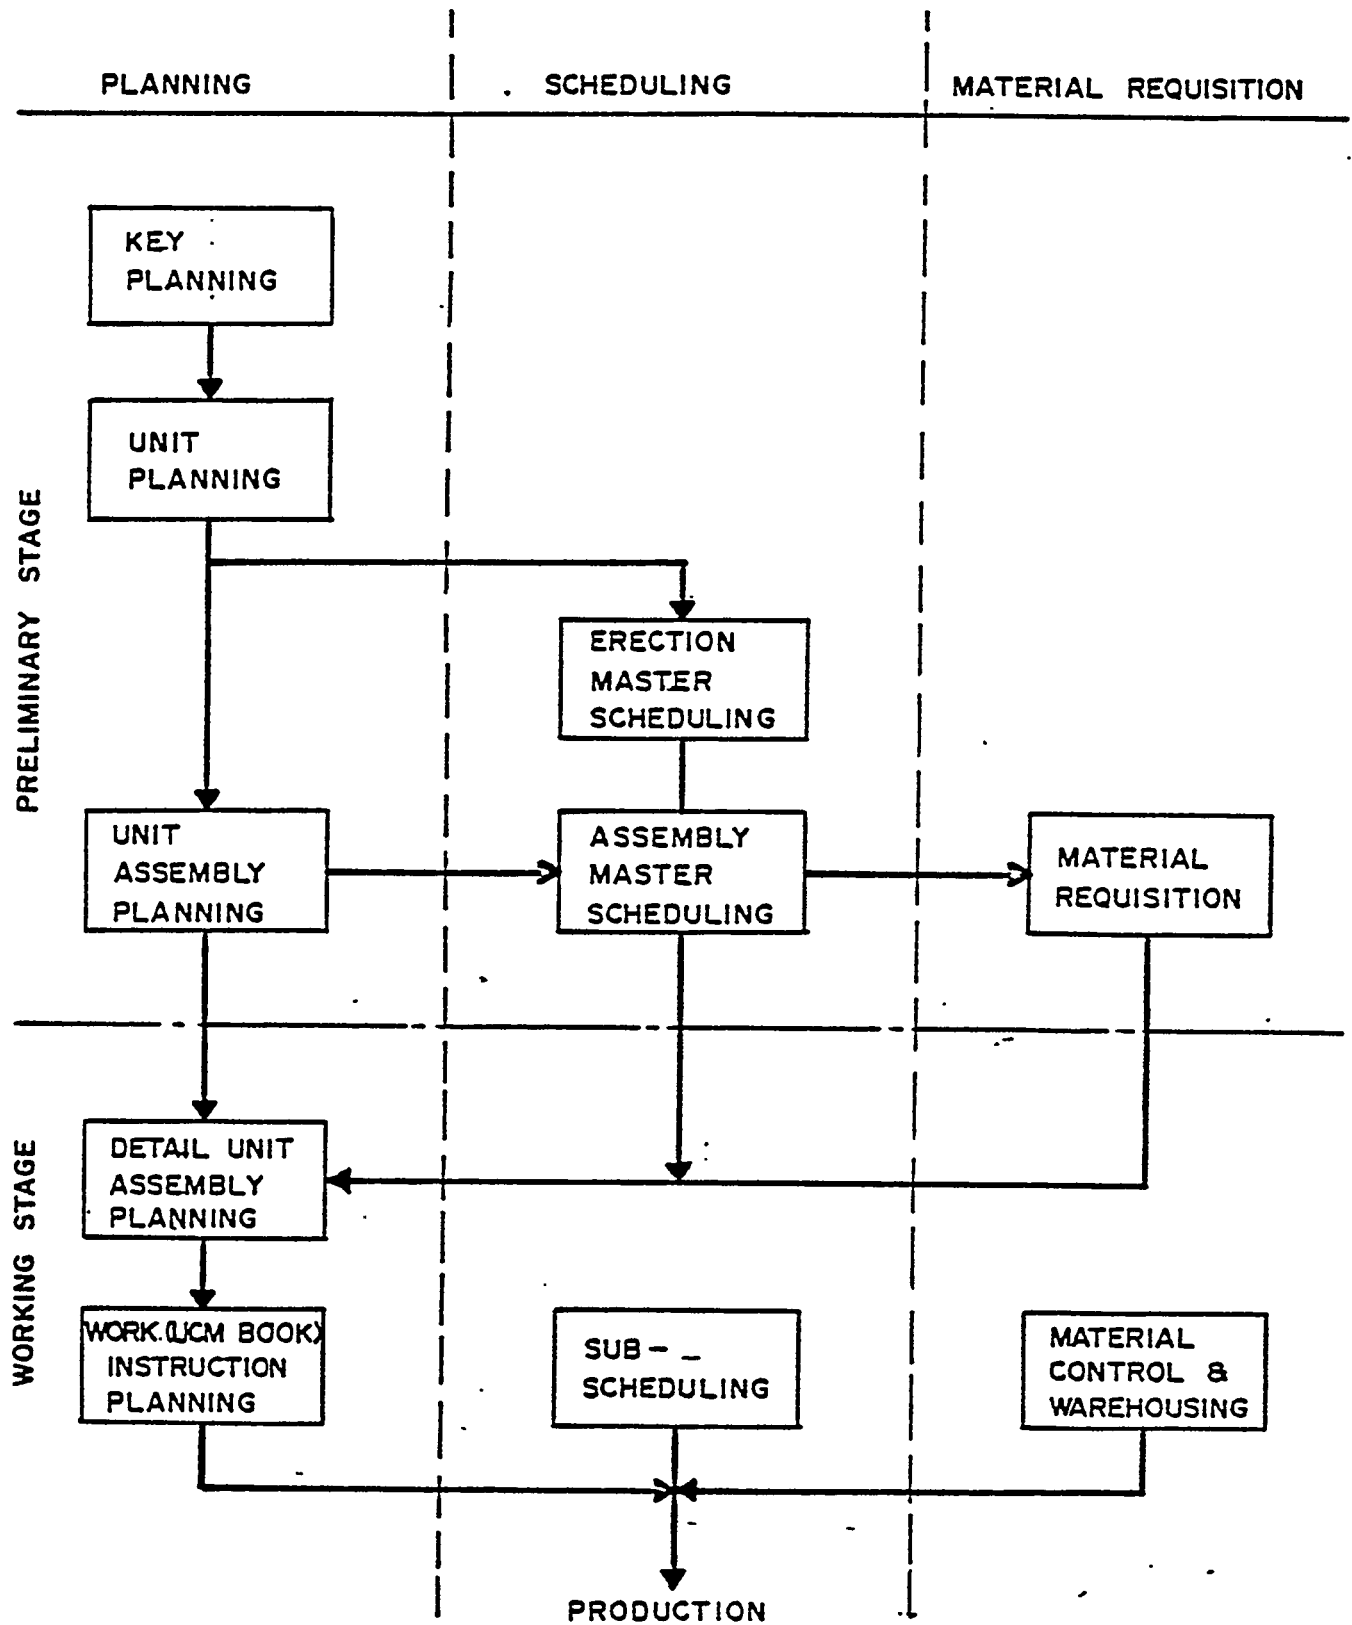 PLANNING
SCHEDULING
MATERIAL REQUISITION
PRELIMINARY STAGE
KEY
PLANNING
UNIT
PLANNING
ERECTION
MASTER
SCHEDULING
UNIT
ASSEMBLY
PLANNING
ASSEMBLY
MASTER
SCHEDULING
MATERIAL
REQUISITION
WORKING STAGE
DETAIL UNIT
ASSEMBLY
PLANNING
WORK.(UCM BOOK)
INSTRUCTION
PLANNING
SUB-
SCHEDULING
MATERIAL
CONTROL &
WAREHOUSING
PRODUCTION